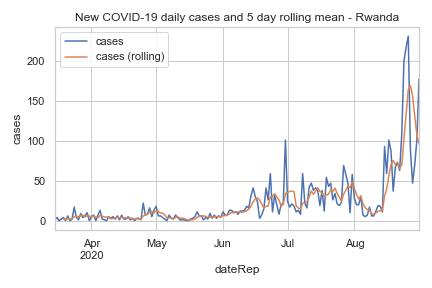 New COVID-19 daily cases and 5 day rolling mean - Rwanda
cases
cases (rolling)
200
150
100
50
0
cases
Apr
2020
May
Jun
Jul
Aug
dateRep